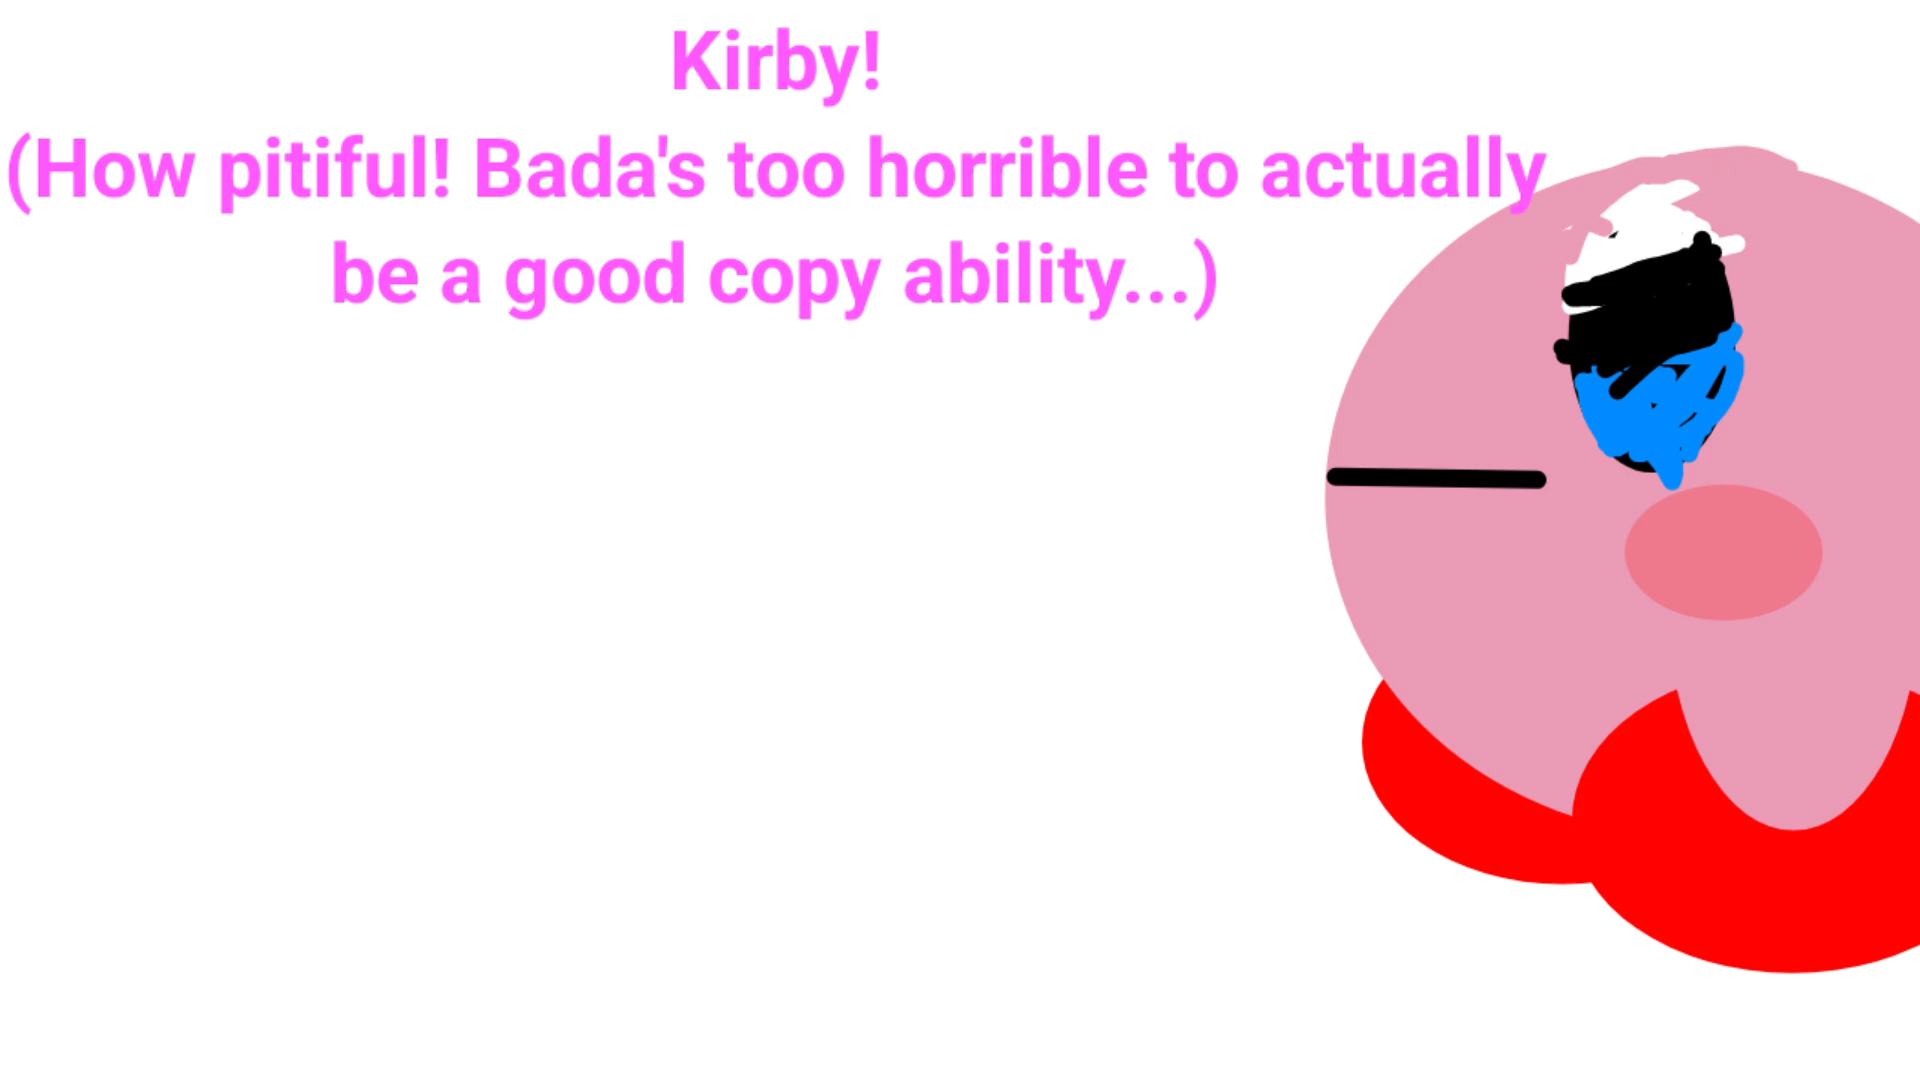 Kirby!
(How pitiful! Bada's too horrible to actually
be a good copy ability...)